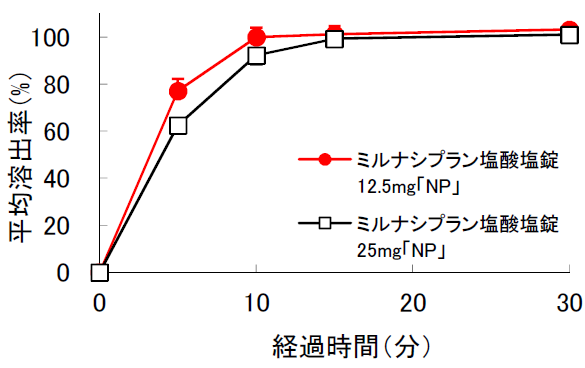 平均溶出率(%)
100
80
60
40
20
0
ミルナシプラン塩酸塩錠
12.5mg「NP」
ミルナシプラン塩酸塩錠
25mg「NP」
0 10 20 30
経過時間(分)